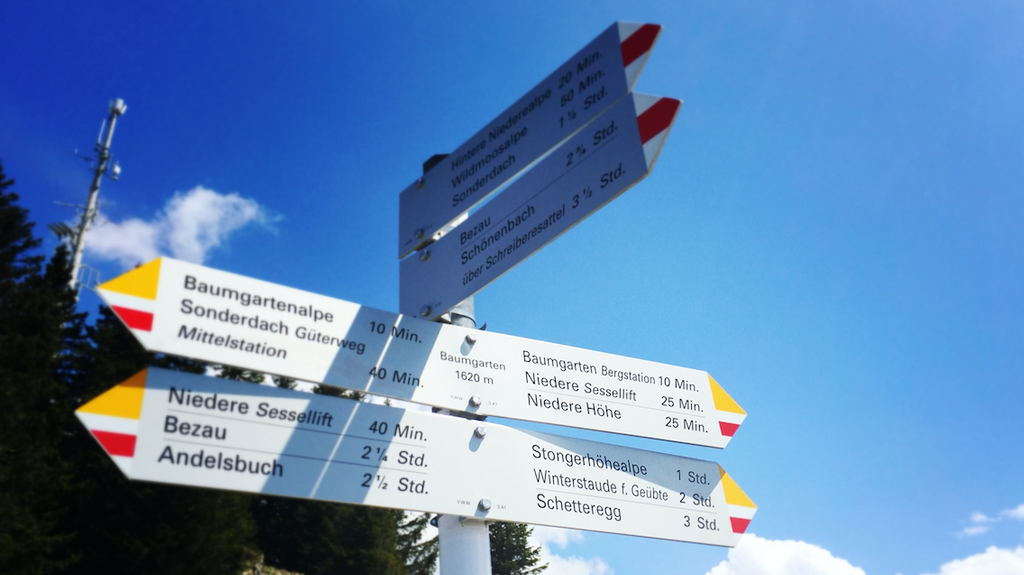 Hintere Niederealpe 20 Min.
Wildmoosalpe 50 Min.
Sonderdach 1 ½ Std.
Bezau 2 ¼ Std.
Schönenbach
über Schreiberesattel 3 ½ Std.
Baumgartenalpe 10 Min.
Sonderdach Güterweg
Mittelstation 40 Min.
Baumgarten
1620 m
Baumgarten Bergstation 10 Min.
Niedere Sessellift 25 Min.
Niedere Höhe 25 Min.
Niedere Sessellift 40 Min.
Bezau 2 ¼ Std.
Andelsbuch 2 ½ Std.
Stongerhöhealpe 1 Std.
Winterstaude f. Geübte 2 Std.
Schetteregg 3 Std.